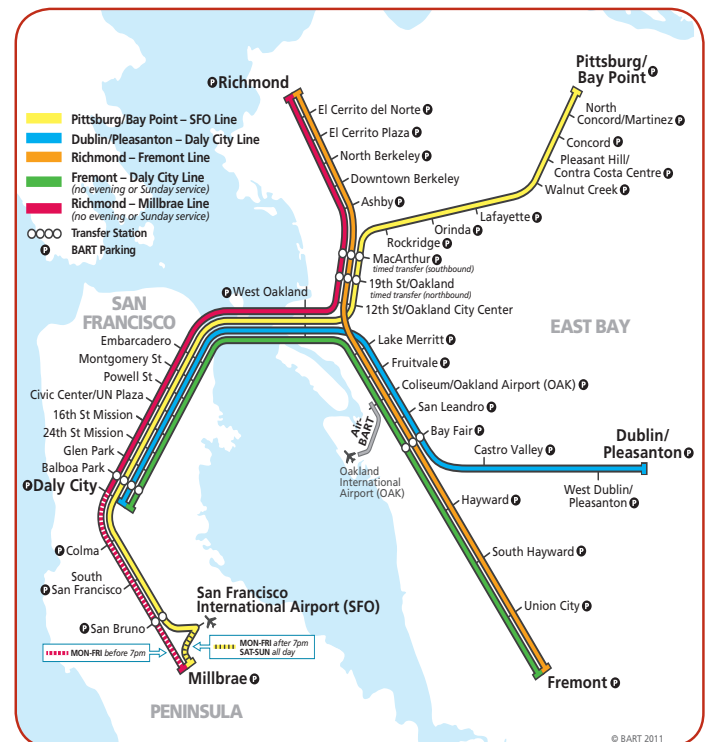 Richmond P
Pittsburg/
Bay Point P
Pittsburg/Bay Point – SFO Line
Dublin/Pleasanton – Daly City Line
Richmond – Fremont Line
Fremont – Daly City Line
(no evening or Sunday service)
Richmond – Millbrae Line
(no evening or Sunday service)
Transfer Station
P BART Parking
El Cerrito del Norte P
El Cerrito Plaza P
North Berkeley P
Downtown Berkeley
Ashby P
North
Concord/Martinez P
Concord P
Pleasant Hill/
Contra Costa Centre P
Walnut Creek P
Lafayette P
Orinda P
Rockridge P
MacArthur P
timed transfer (southbound)
19th St/Oakland
timed transfer (northbound)
12th St/Oakland City Center
P West Oakland
SAN
FRANCISCO
EAST BAY
Embarcadero
Montgomery St
Powell St
Civic Center/UN Plaza
16th St Mission
24th St Mission
Glen Park
Balboa Park
P Daly City
Lake Merritt P
Fruitvale P
Coliseum/Oakland Airport (OAK) P
San Leandro P
Bay Fair P
Castro Valley P
Dublin/
Pleasanton P
West Dublin/
Pleasanton P
Air-
BART
Oakland
International
Airport (OAK)
Hayward P
South Hayward P
Union City P
Fremont P
P Colma
South
P San Francisco
P San Bruno
San Francisco
International Airport (SFO)
MON-FRI before 7pm
MON-FRI after 7pm
SAT-SUN all day
Millbrae P
PENINSULA
© BART 2011